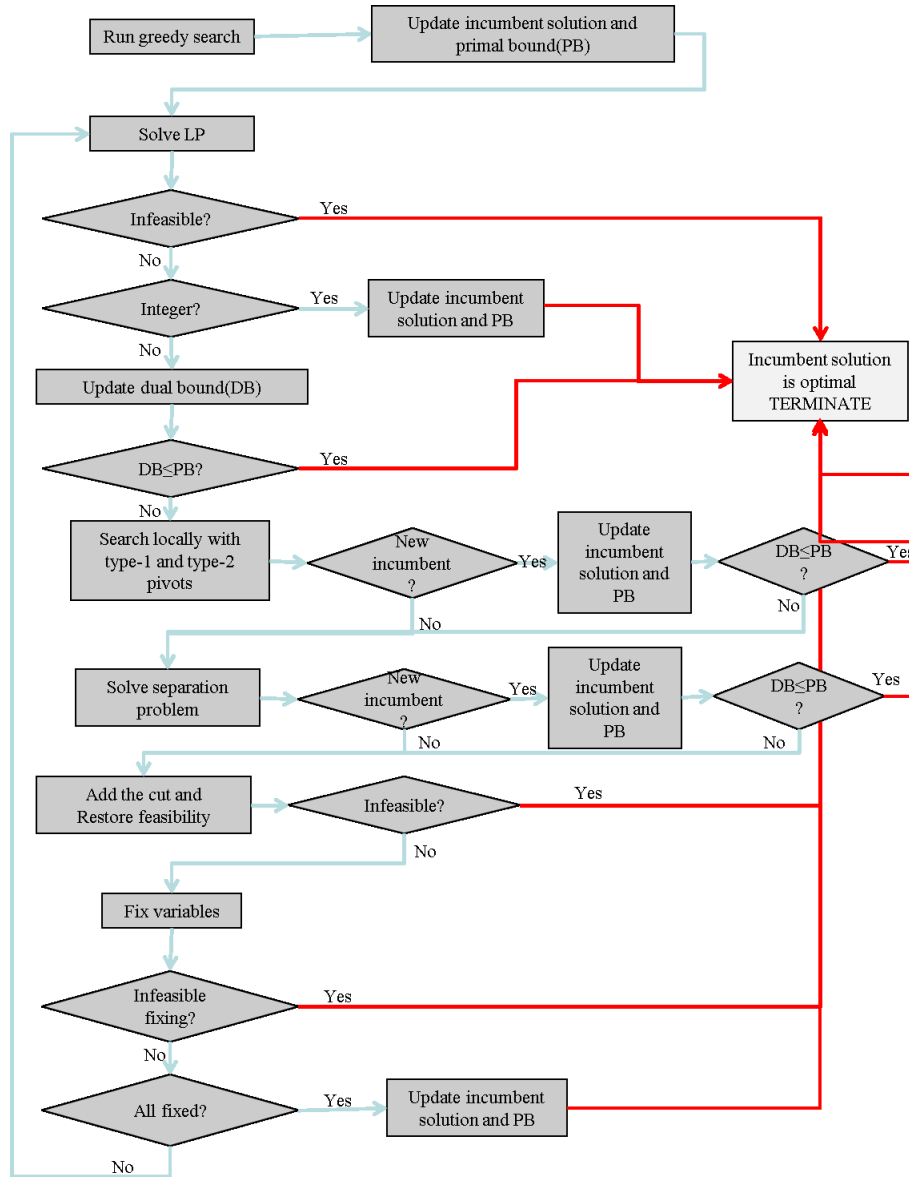 Run greedy search
Update incumbent solution and
primal bound(PB)
Solve LP
Infeasible?
Yes
No
Integer?
Yes
Update incumbent
solution and PB
No
Update dual bound(DB)
Incumbent solution
is optimal
TERMINATE
DB≤PB?
Yes
No
Search locally with
type-1 and type-2
pivots
New
incumbent
?
Yes
Update
incumbent
solution and
PB
DB≤PB
?
Yes
No
No
Solve separation
problem
New
incumbent
?
Yes
Update
incumbent
solution and
PB
DB≤PB
?
Yes
No
No
Add the cut and
Restore feasibility
Infeasible?
Yes
No
Fix variables
Infeasible
fixing?
Yes
No
All fixed?
Yes
Update incumbent
solution and PB
No